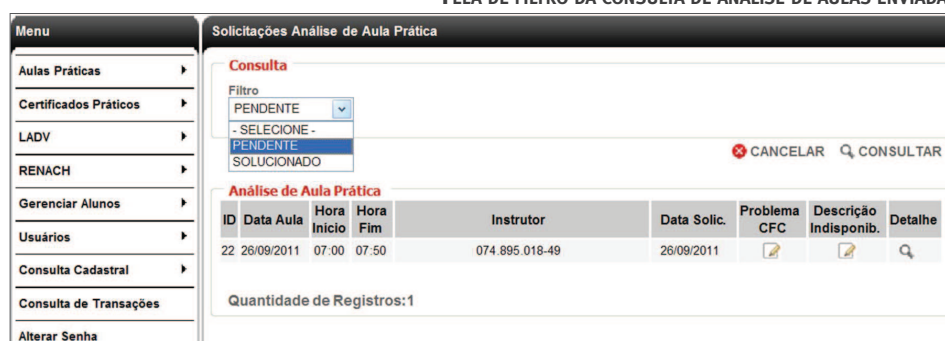 TELA DE FILTRO DA CONSULTA DE ANÁLISE DE AULAS ENVIADA
Menu
Aulas Práticas
Certificados Práticos
LADV
RENACH
Gerenciar Alunos
Usuários
Consulta Cadastral
Consulta de Transações
Alterar Senha
Solicitações Análise de Aula Prática
Consulta
Filtro
PENDENTE
- SELECIONE -
PENDENTE
SOLUCIONADO
CANCELAR CONSULTAR
Análise de Aula Prática
ID Data Aula Hora Inicio Hora Fim Instrutor Data Solic. Problema CFC Descrição Indisponib. Detalhe
22 26/09/2011 07:00 07:50 074.895.018-49 26/09/2011
Quantidade de Registros:1